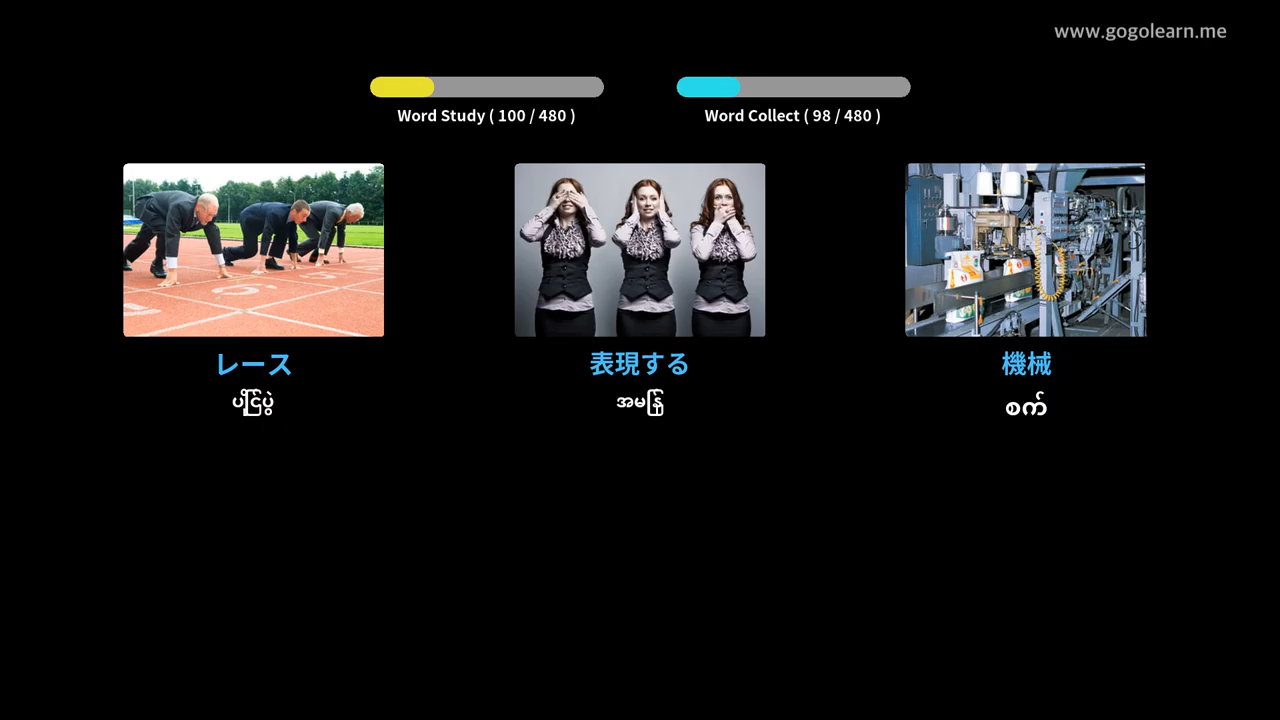 www.gogolearn.me
Word Study ( 100 / 480 )
Word Collect ( 98 / 480 )
レース
表現する
機械
ပြိုင်ပွဲ
အမြန်
စက်